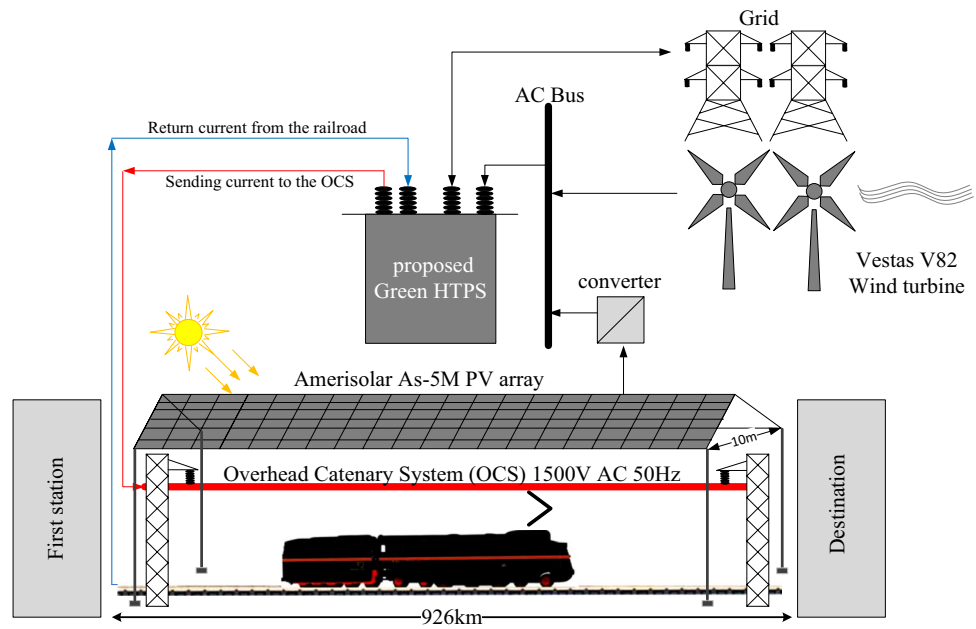 Grid
AC Bus
Return current from the railroad
Sending current to the OCS
proposed
Green HTPS
Vestas V82
Wind turbine
converter
Amerisolar As-5M PV array
10m
Overhead Catenary System (OCS) 1500V AC 50Hz
First station
Destination
926km